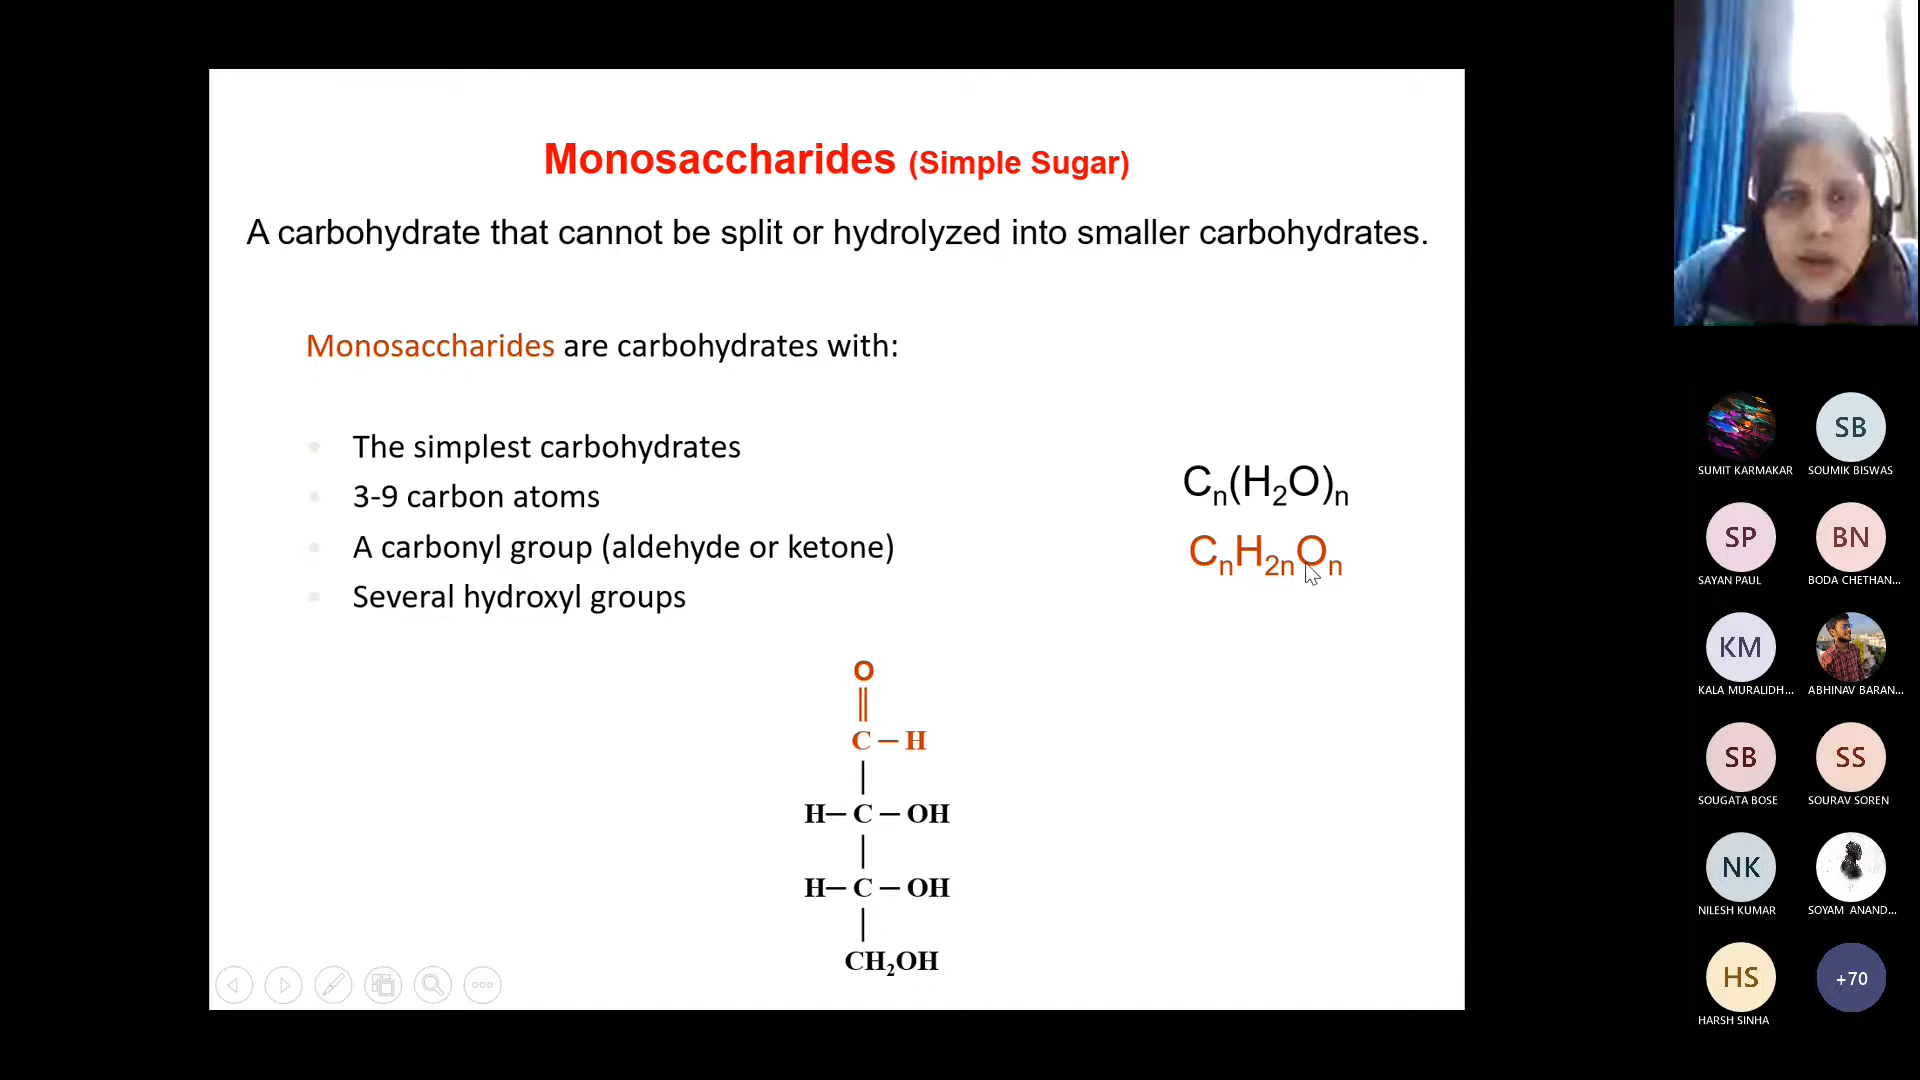 Monosaccharides (Simple Sugar)
A carbohydrate that cannot be split or hydrolyzed into smaller carbohydrates.
Monosaccharides are carbohydrates with:
The simplest carbohydrates
3-9 carbon atoms
A carbonyl group (aldehyde or ketone)
Several hydroxyl groups
Cn(H2O)n
CnH2nOn
O
C – H
H– C – OH
H– C – OH
CH2OH
SB
SUMIT KARMAKAR
SOUMIK BISWAS
SP
BN
SAYAN PAUL
BODA CHETHAN...
KM
KALA MURALIDH...
ABHINAV BARAN...
SB
SS
SOUGATA BOSE
SOURAV SOREN
NK
NILESH KUMAR
SOYAM ANAND...
HS
+70
HARSH SINHA